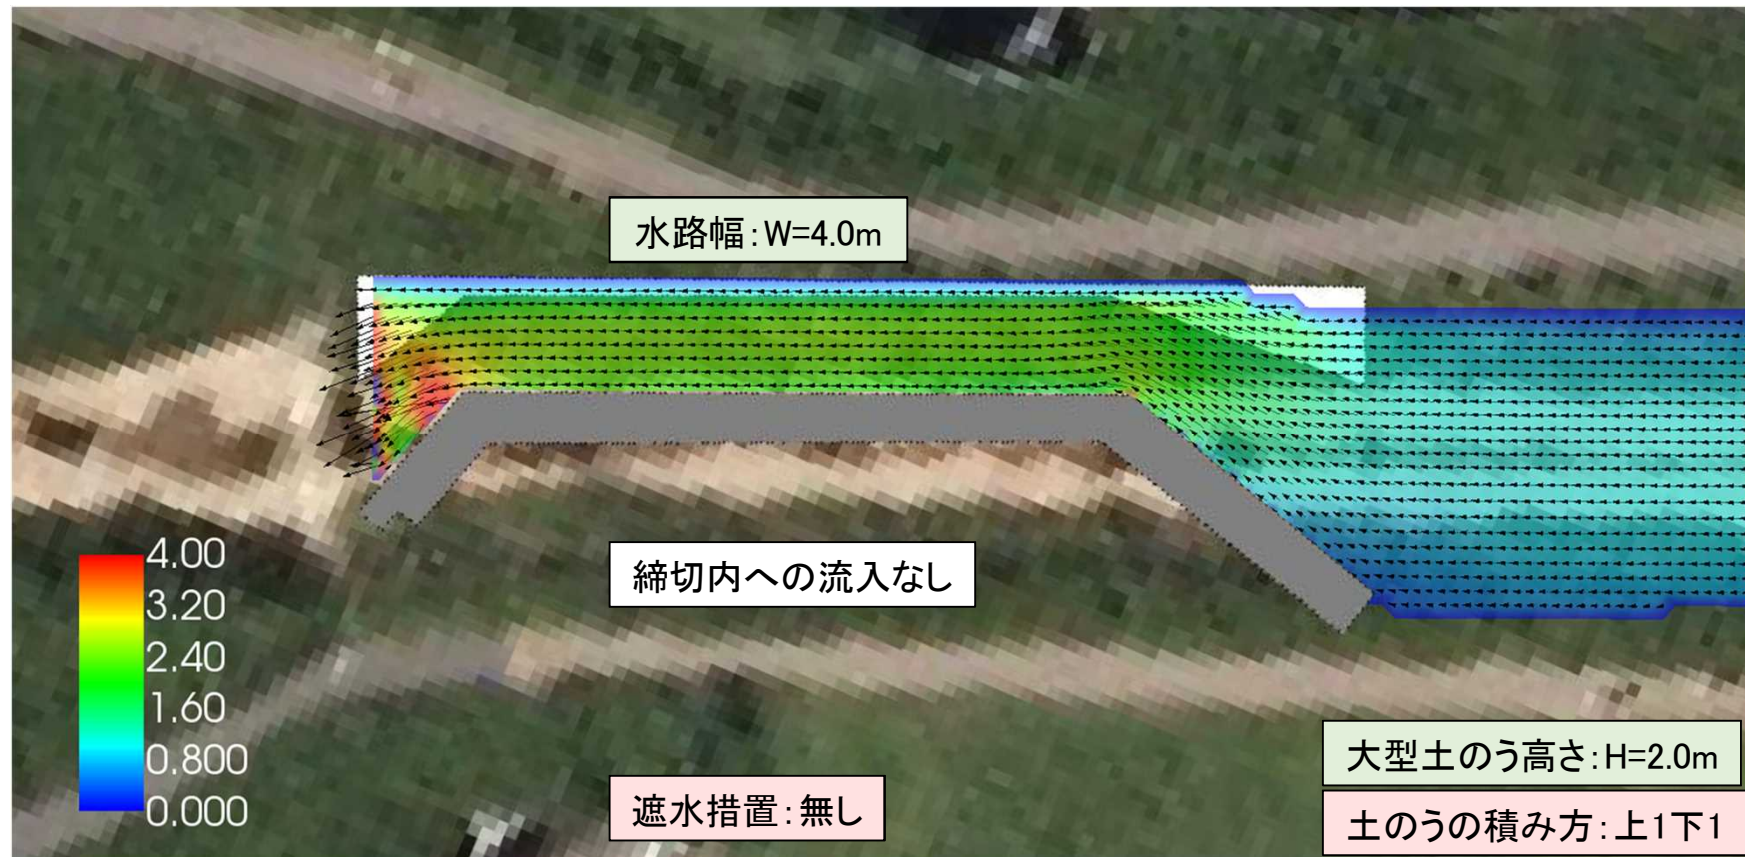 水路幅：W=4.0m
締切内への流入なし
4.00
3.20
2.40
1.60
0.800
0.000
遮水措置：無し
大型土のう高さ：H=2.0m
土のうの積み方：上1下1